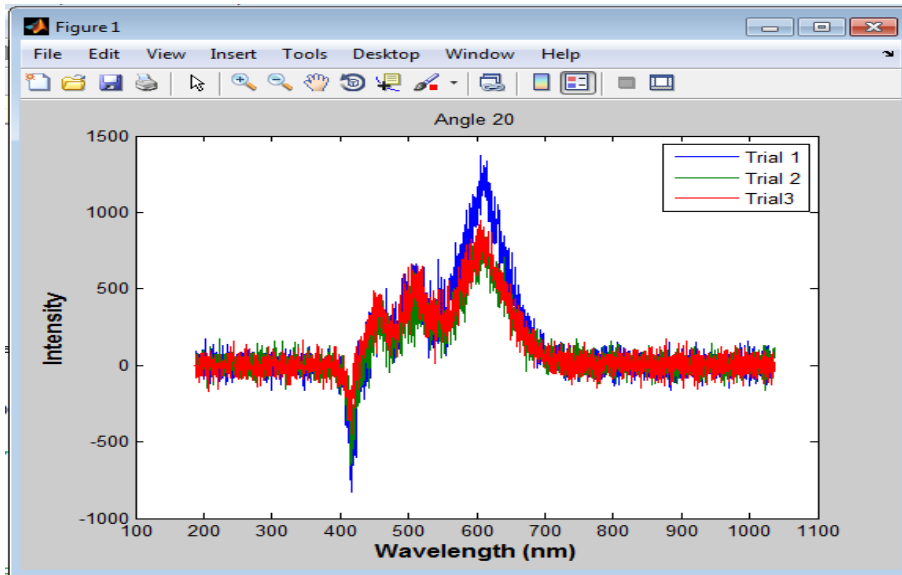 Figure 1
File Edit View Insert Tools Desktop Window Help
Angle 20
1500
1000
500
0
-500
-1000
Intensity
Trial 1
Trial 2
Trial3
100 200 300 400 500 600 700 800 900 1000 1100
Wavelength (nm)